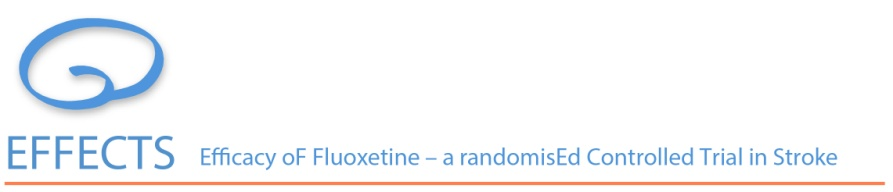 EFFECTS Efficacy oF Fluoxetine – a randomisEd Controlled Trial in Stroke